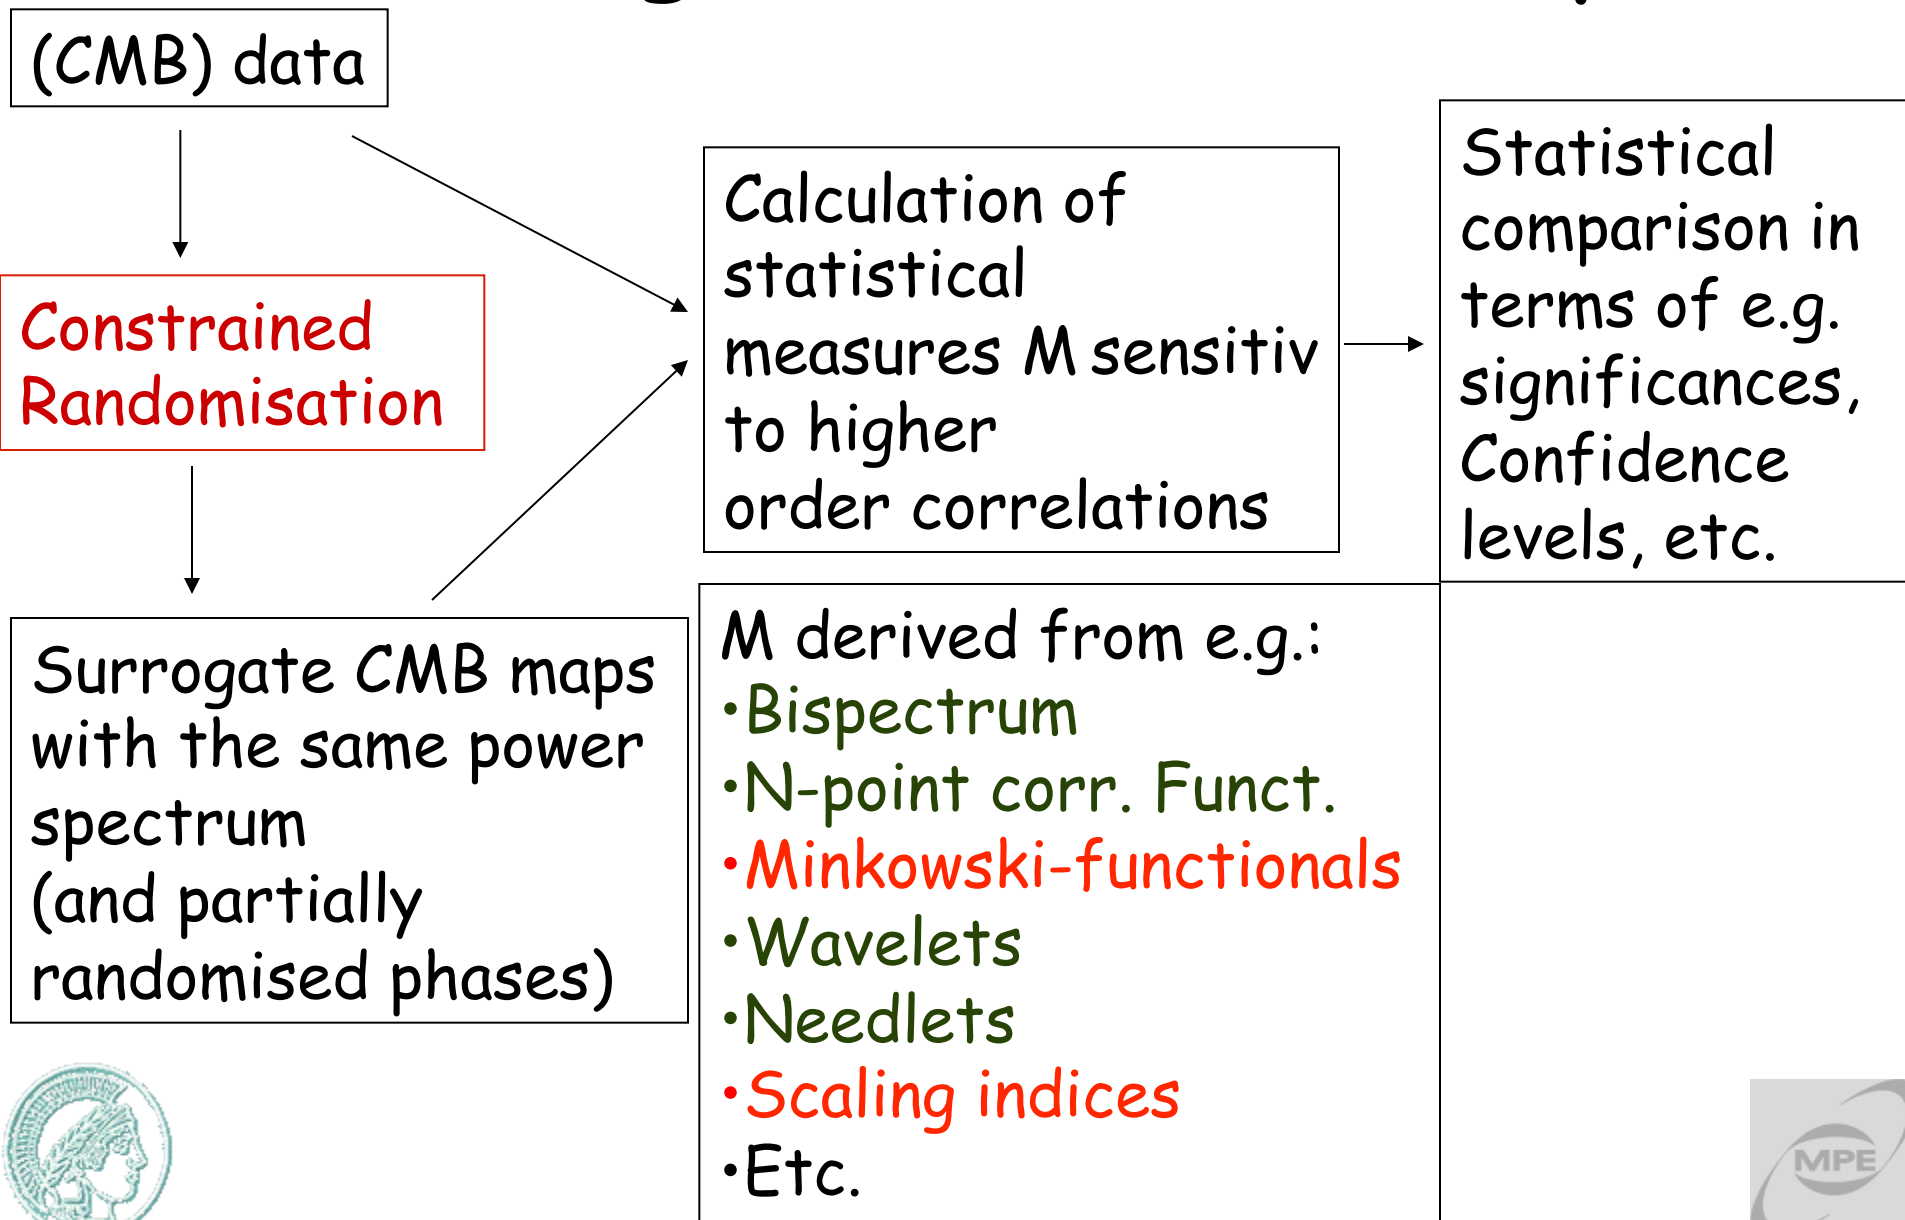 (CMB) data
Constrained
Randomisation
Surrogate CMB maps
with the same power
spectrum
(and partially
randomised phases)
Calculation of
statistical
measures M sensitiv
to higher
order correlations
Statistical
comparison in
terms of e.g.
significances,
Confidence
levels, etc.
M derived from e.g.:
•Bispectrum
•N-point corr. Funct.
•Minkowski-functionals
•Wavelets
•Needlets
•Scaling indices
•Etc.
MPE